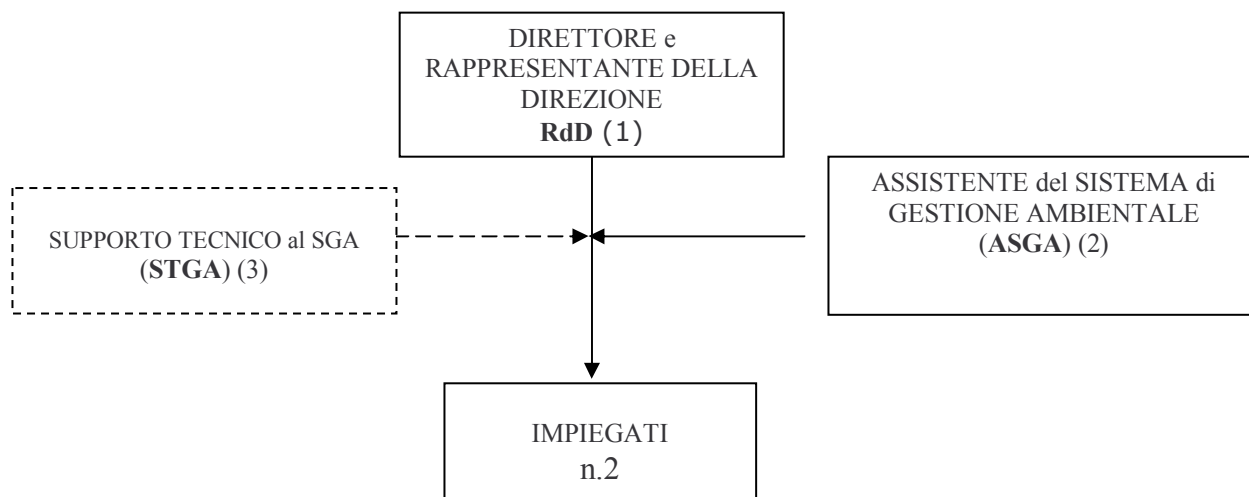 DIRETTORE e
RAPPRESENTANTE DELLA
DIREZIONE
RdD (1)
SUPPORTO TECNICO al SGA
(STGA) (3)
ASSISTENTE del SISTEMA di
GESTIONE AMBIENTALE
(ASGA) (2)
IMPIEGATI
n.2